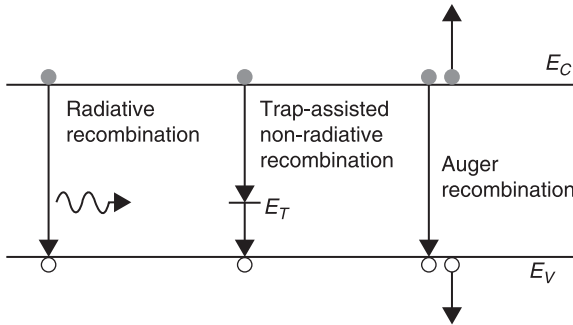 E_C
Radiative
recombination
Trap-assisted
non-radiative
recombination
Auger
recombination
E_T
E_V